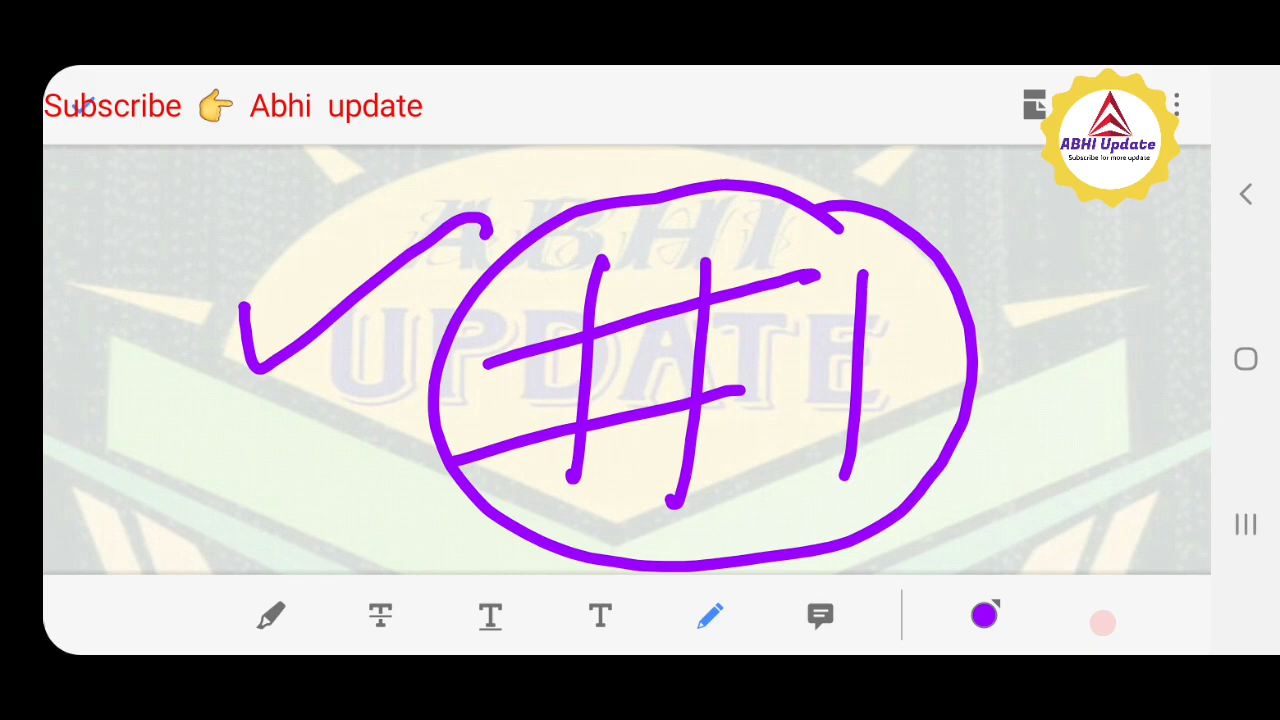 Subscribe 👉 Abhi update
ABHI Update
Subscribe for more update
ABHI
UPDATE
#1